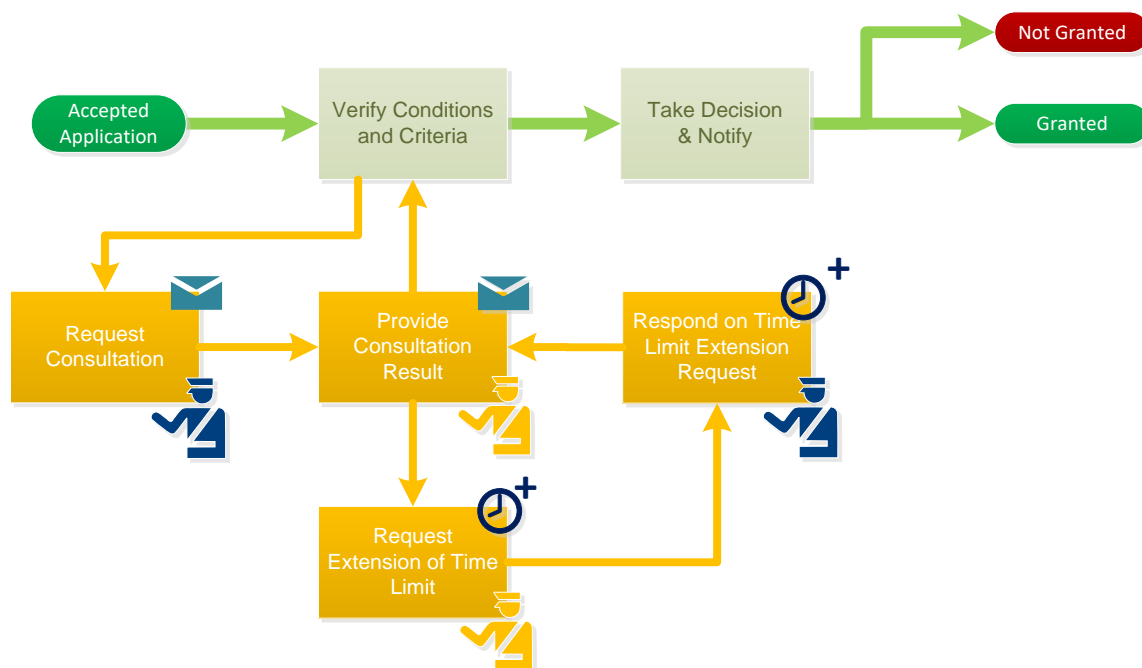 Not Granted
Accepted
Application
Verify Conditions
and Criteria
Take Decision
& Notify
Granted
Request
Consultation
Provide
Consultation
Result
Respond on Time
Limit Extension
Request
Request
Extension of Time
Limit